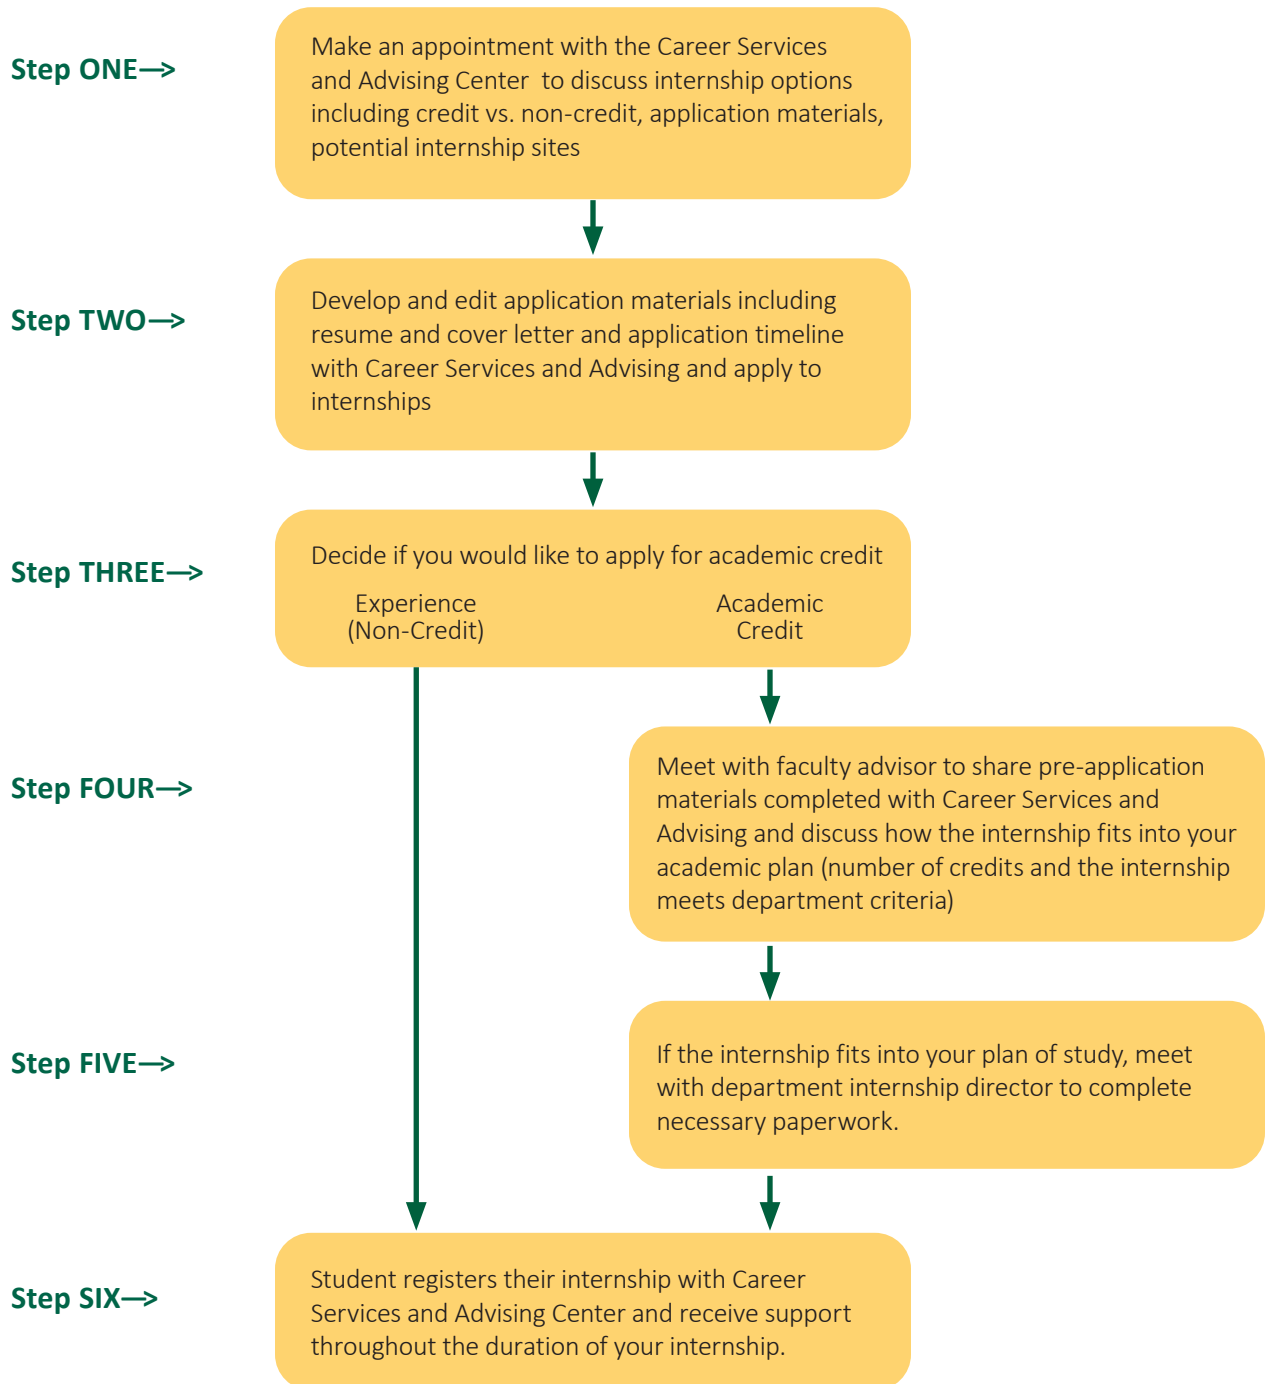 Step ONE—>
Make an appointment with the Career Services
and Advising Center to discuss internship options
including credit vs. non-credit, application materials,
potential internship sites
Step TWO—>
Develop and edit application materials including
resume and cover letter and application timeline
with Career Services and Advising and apply to
internships
Step THREE—>
Decide if you would like to apply for academic credit
Experience
(Non-Credit)
Academic
Credit
Step FOUR—>
Meet with faculty advisor to share pre-application
materials completed with Career Services and
Advising and discuss how the internship fits into your
academic plan (number of credits and the internship
meets department criteria)
Step FIVE—>
If the internship fits into your plan of study, meet
with department internship director to complete
necessary paperwork.
Step SIX—>
Student registers their internship with Career
Services and Advising Center and receive support
throughout the duration of your internship.